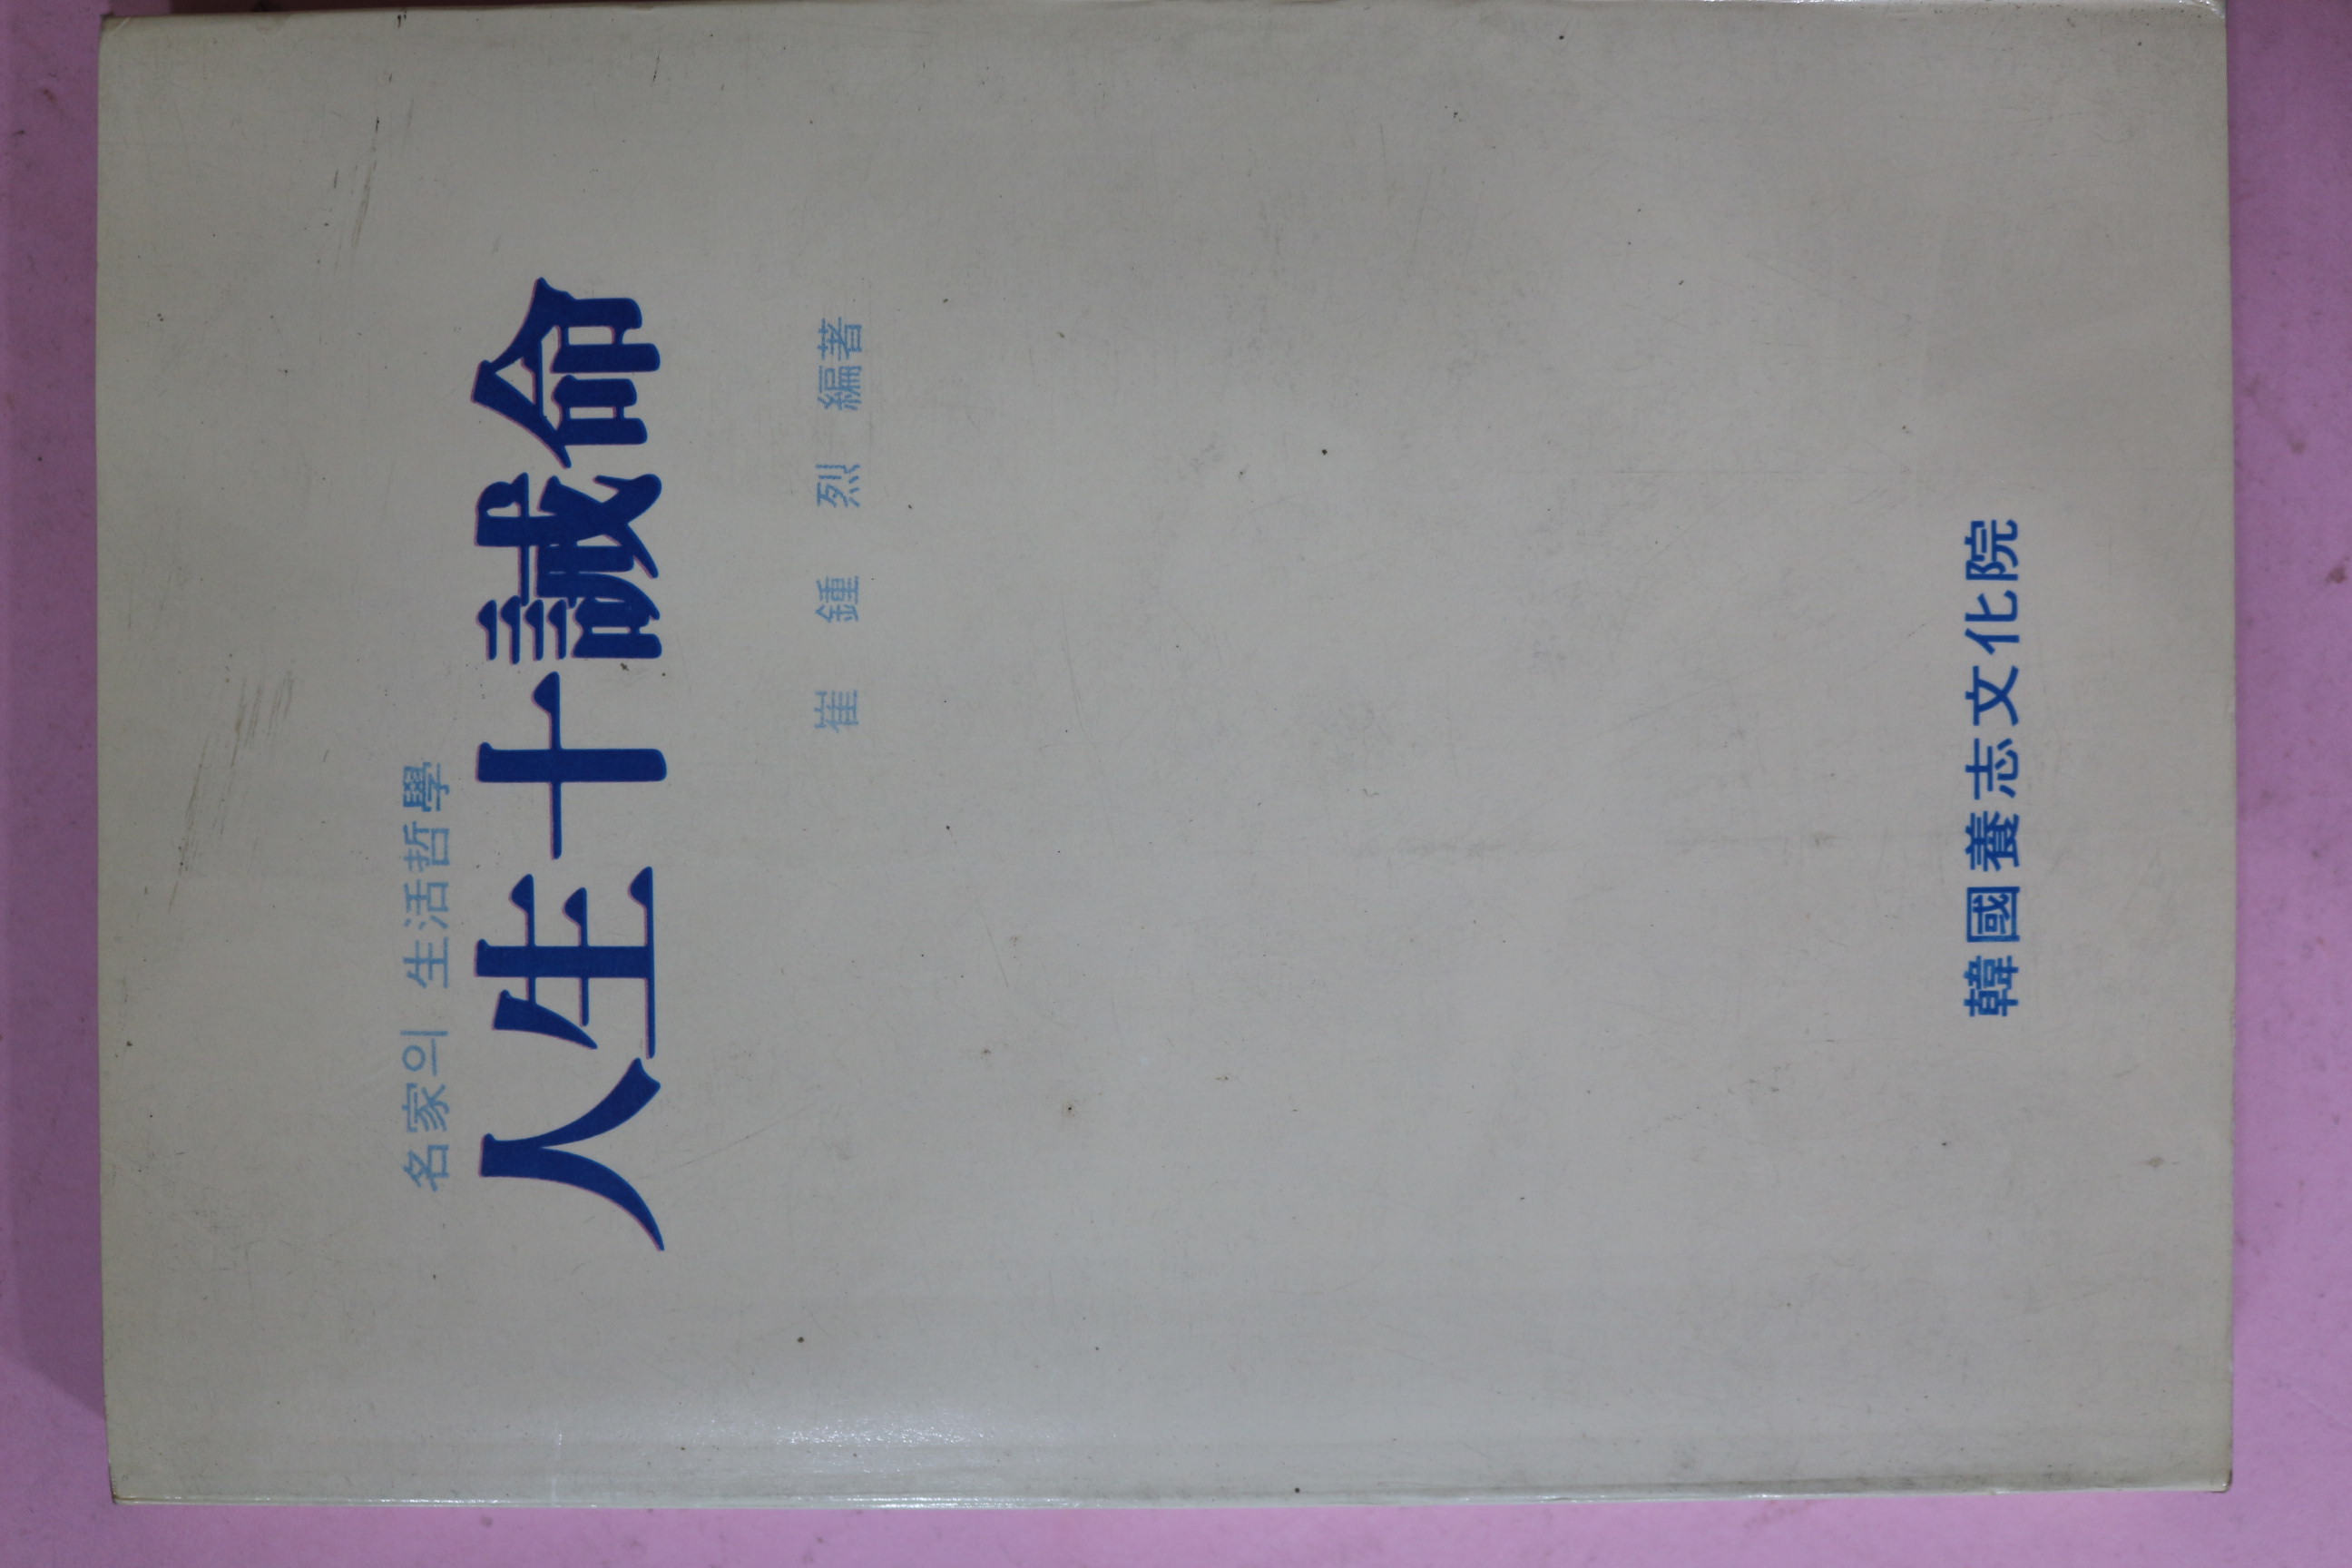 名家의 生活哲學
人生十誡命
崔鍾烈 編著
韓國養志文化院